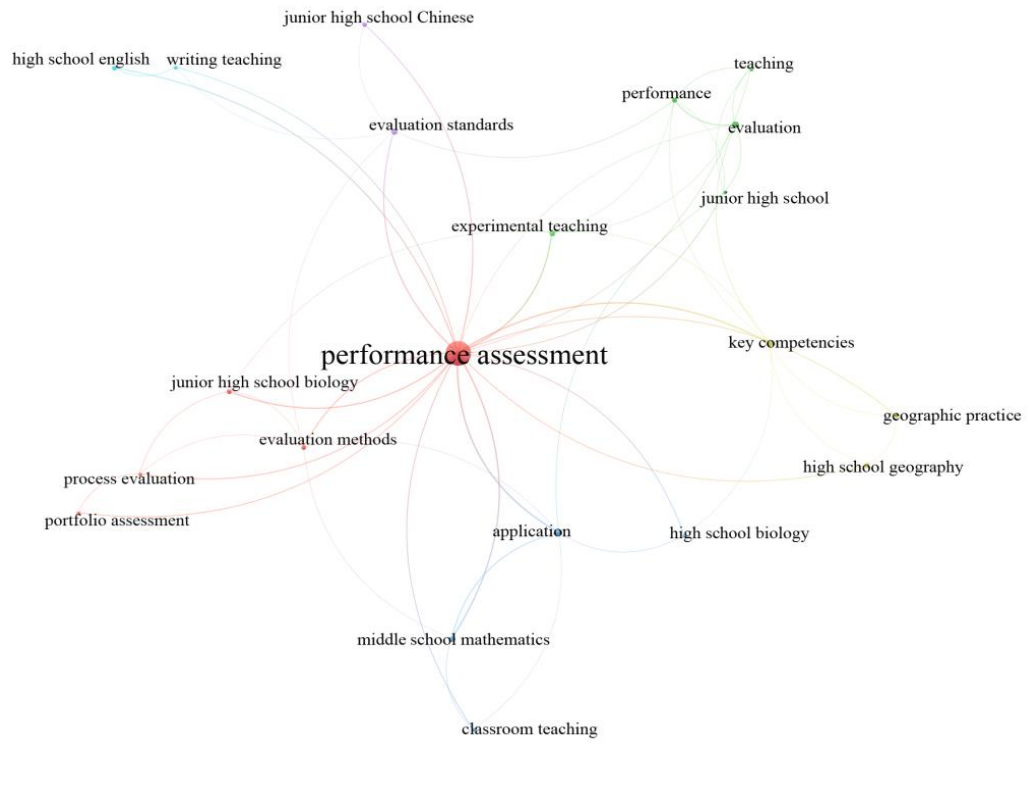 junior high school Chinese
high school english
writing teaching
teaching
performance
evaluation standards
evaluation
junior high school
experimental teaching
key competencies
performance assessment
junior high school biology
geographic practice
evaluation methods
high school geography
process evaluation
portfolio assessment
application
high school biology
middle school mathematics
classroom teaching